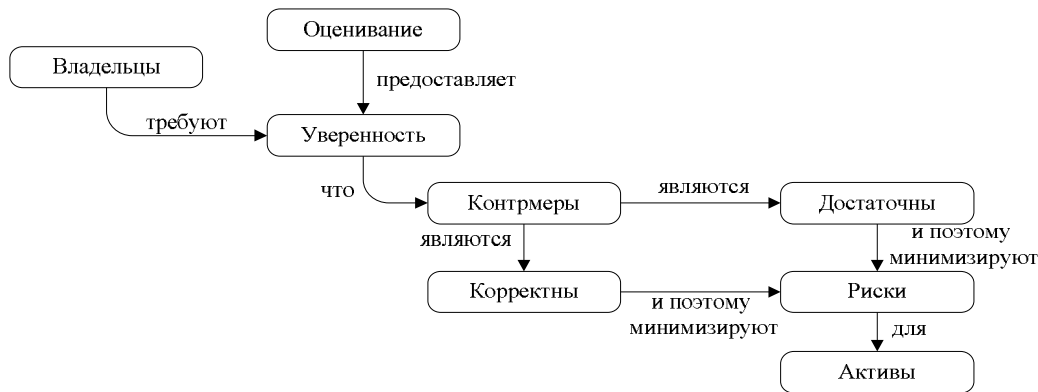 Оценивание
Владельцы
предоставляет
требуют
Уверенность
что
Контрмеры
являются
Достаточны
являются
и поэтому
минимизируют
Корректны
и поэтому
минимизируют
Риски
для
Активы